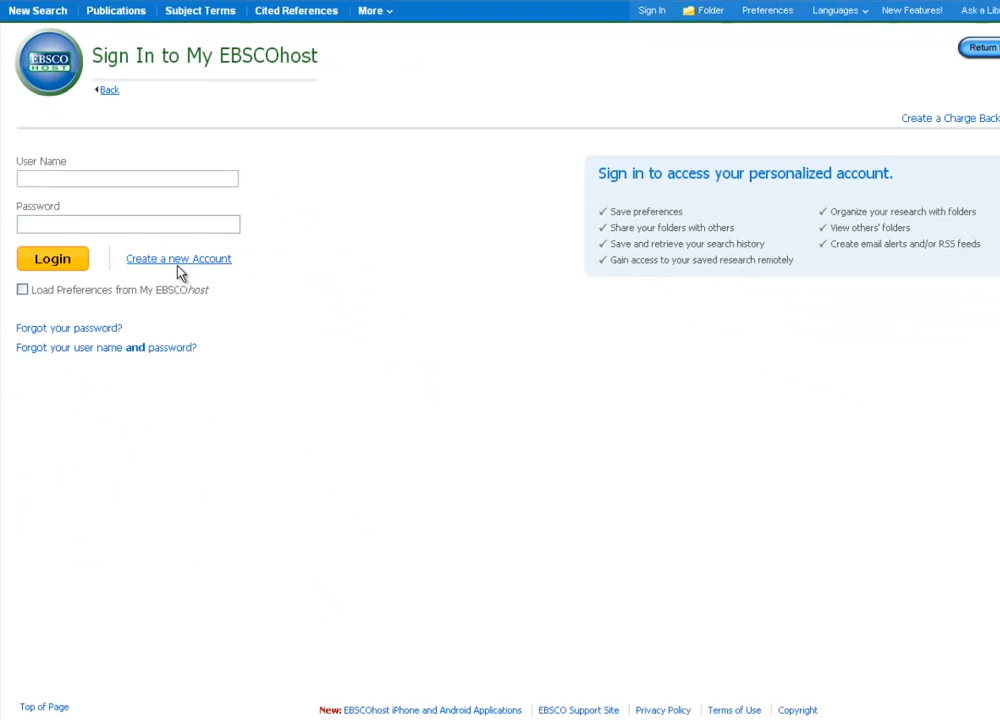 New Search Publications Subject Terms Cited References More Sign In Folder Preferences Languages New Features! Ask a Lib
EBSCO
HOST
Sign In to My EBSCOhost
Back
Return
Create a Charge Back
User Name
Password
Login Create a new Account
Load Preferences from My EBSCOhost
Forgot your password?
Forgot your user name and password?
Sign in to access your personalized account.
✓ Save preferences
✓ Share your folders with others
✓ Save and retrieve your search history
✓ Gain access to your saved research remotely
✓ Organize your research with folders
✓ View others' folders
✓ Create email alerts and/or RSS feeds
Top of Page
New: EBSCOhost iPhone and Android Applications EBSCO Support Site Privacy Policy Terms of Use Copyright